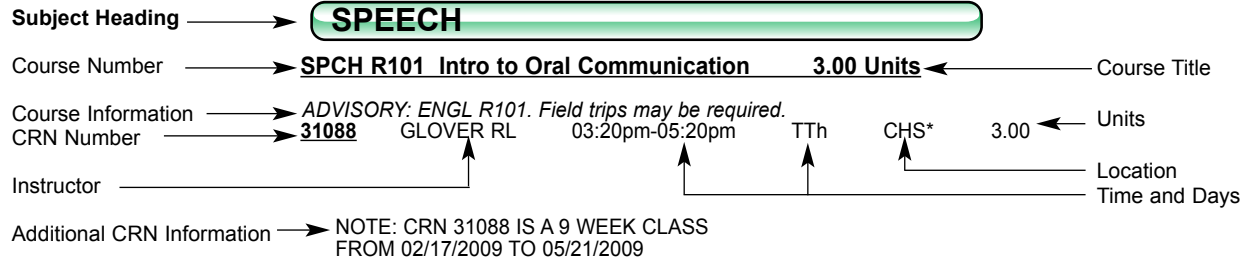 Subject Heading SPEECH
Course Number SPCH R101 Intro to Oral Communication 3.00 Units Course Title
Course Information ADVISORY: ENGL R101. Field trips may be required.
CRN Number 31088 GLOVER RL 03:20pm-05:20pm TTh CHS* 3.00 Units
Location
Instructor
Time and Days
Additional CRN Information NOTE: CRN 31088 IS A 9 WEEK CLASS
FROM 02/17/2009 TO 05/21/2009